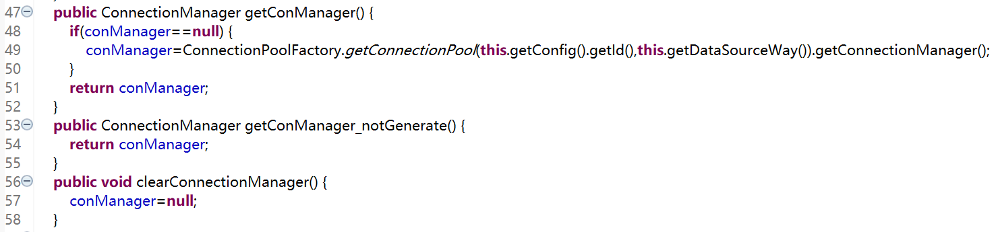 47 public ConnectionManager getConManager() {
48 if(conManager==null) {
49 conManager=ConnectionPoolFactory.getConnectionPool(this.getConfig().getId(),this.getDataSourceWay()).getConnectionManager();
50 }
51 return conManager;
52 }
53 public ConnectionManager getConManager_notGenerate() {
54 return conManager;
55 }
56 public void clearConnectionManager() {
57 conManager=null;
58 }